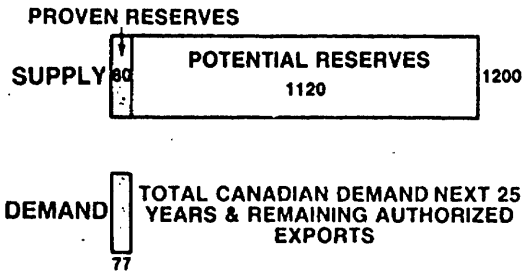 PROVEN RESERVES
SUPPLY 80 POTENTIAL RESERVES
1120 1200
DEMAND TOTAL CANADIAN DEMAND NEXT 25
YEARS & REMAINING AUTHORIZED
EXPORTS
77